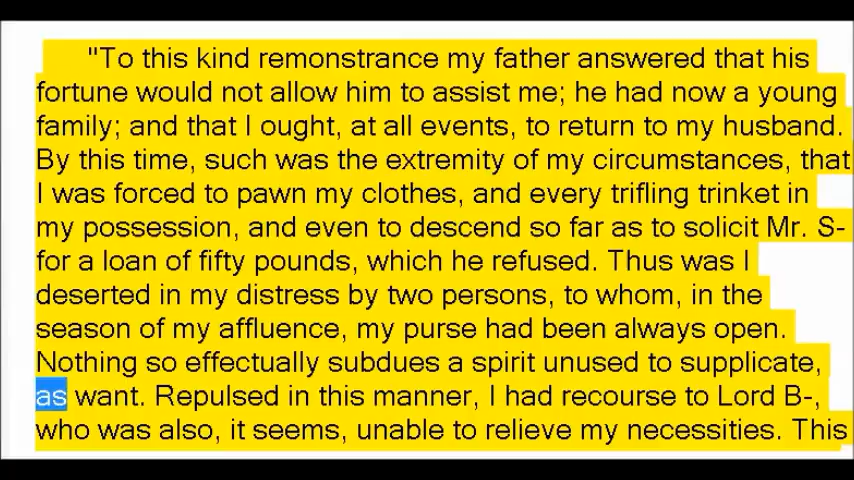 "To this kind remonstrance my father answered that his
fortune would not allow him to assist me; he had now a young
family; and that I ought, at all events, to return to my husband.
By this time, such was the extremity of my circumstances, that
I was forced to pawn my clothes, and every trifling trinket in
my possession, and even to descend so far as to solicit Mr. S-
for a loan of fifty pounds, which he refused. Thus was I
deserted in my distress by two persons, to whom, in the
season of my affluence, my purse had been always open.
Nothing so effectually subdues a spirit unused to supplicate,
as want. Repulsed in this manner, I had recourse to Lord B-,
who was also, it seems, unable to relieve my necessities. This